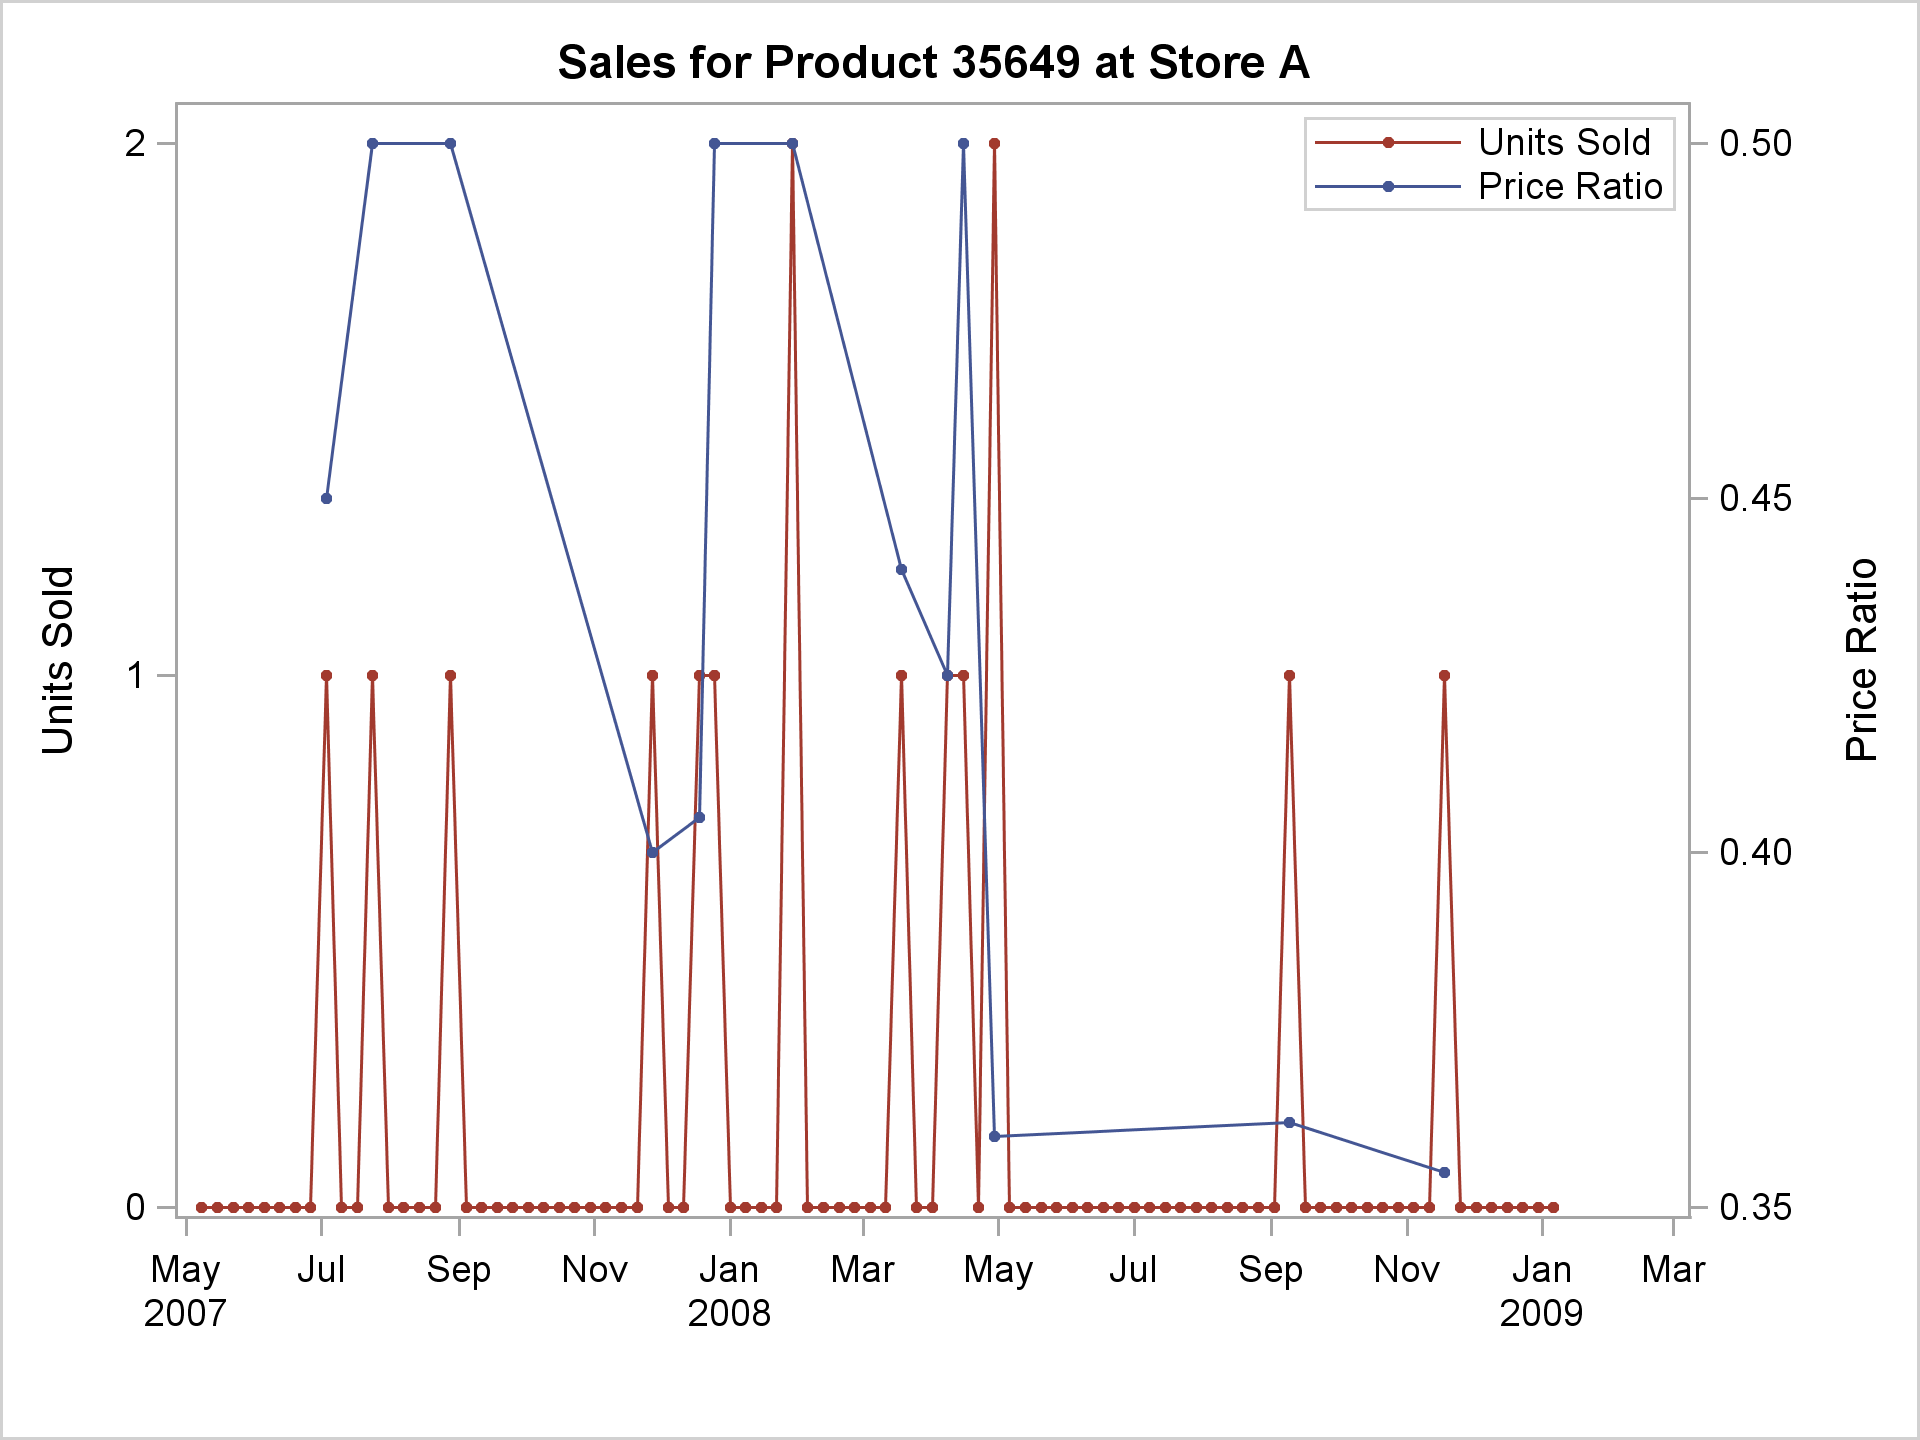 Sales for Product 35649 at Store A
Units Sold
Price Ratio
2
1
0
Units Sold
0.50
0.45
0.40
0.35
Price Ratio
May Jul Sep Nov Jan Mar May Jul Sep Nov Jan Mar
2007 2008 2009